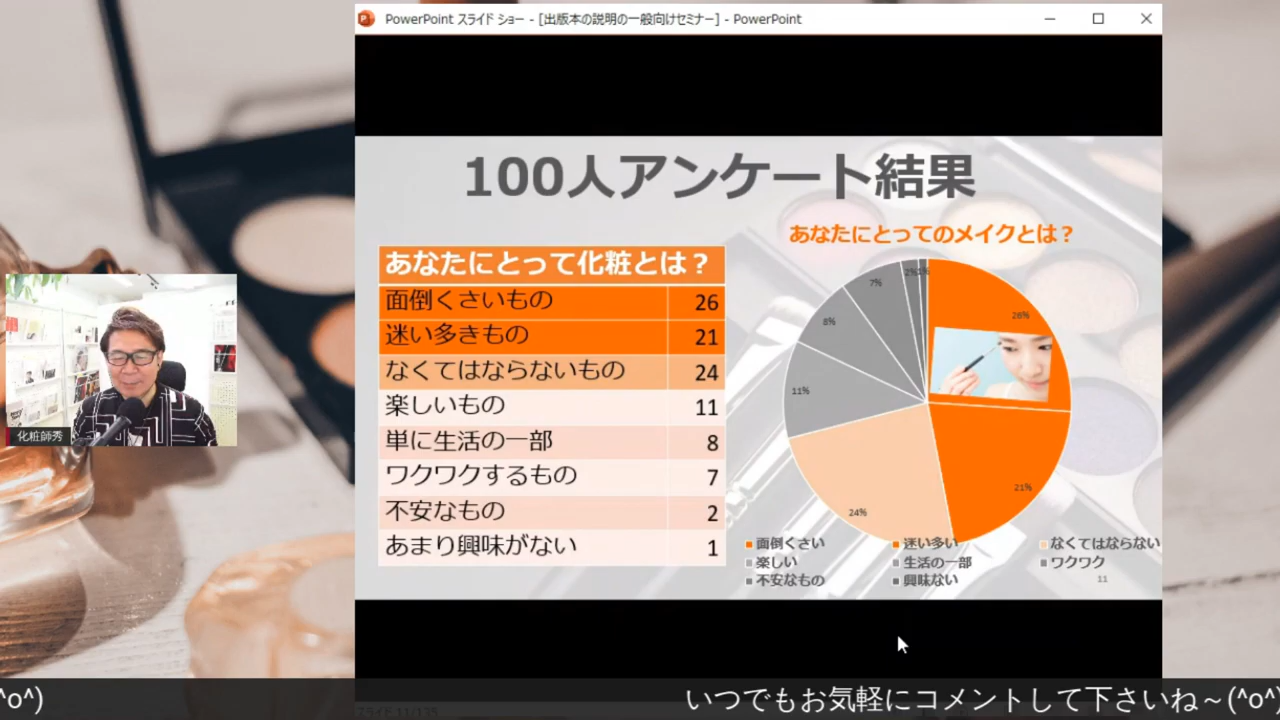 PowerPoint スライド ショー - [出版本の説明の一般向けセミナー] - PowerPoint
100人アンケート結果
あなたにとって化粧とは？
面倒くさいもの 26
迷い多きもの 21
なくてはならないもの 24
楽しいもの 11
単に生活の一部 8
ワクワクするもの 7
不安なもの 2
あまり興味がない 1
あなたにとってのメイクとは？
26%
21%
24%
11%
8%
7%
2%
1%
面倒くさい 迷い多い なくてはならない
楽しい 生活の一部 ワクワク
不安なもの 興味ない
11
化粧師秀
スライド 11/135
^o^) いつでもお気軽にコメントして下さいね～(^o^)